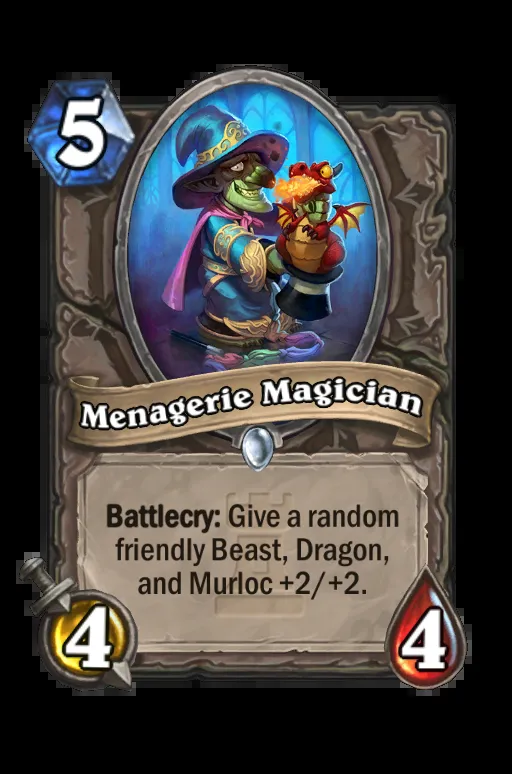 5
Menagerie Magician
Battlecry: Give a random
friendly Beast, Dragon,
and Murloc +2/+2.
4
4